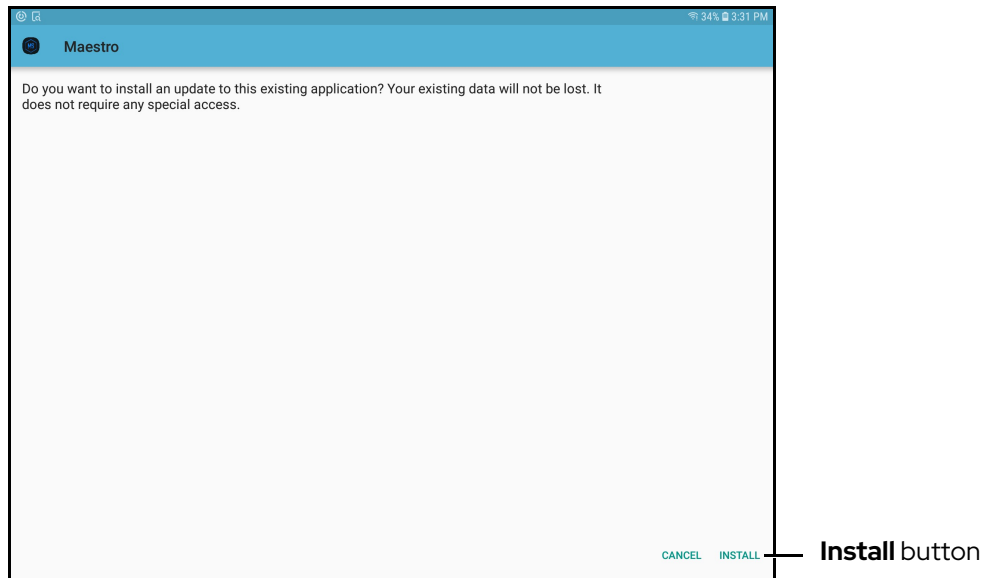 34% 3:31 PM
Maestro
Do you want to install an update to this existing application? Your existing data will not be lost. It
does not require any special access.
CANCEL INSTALL
Install button